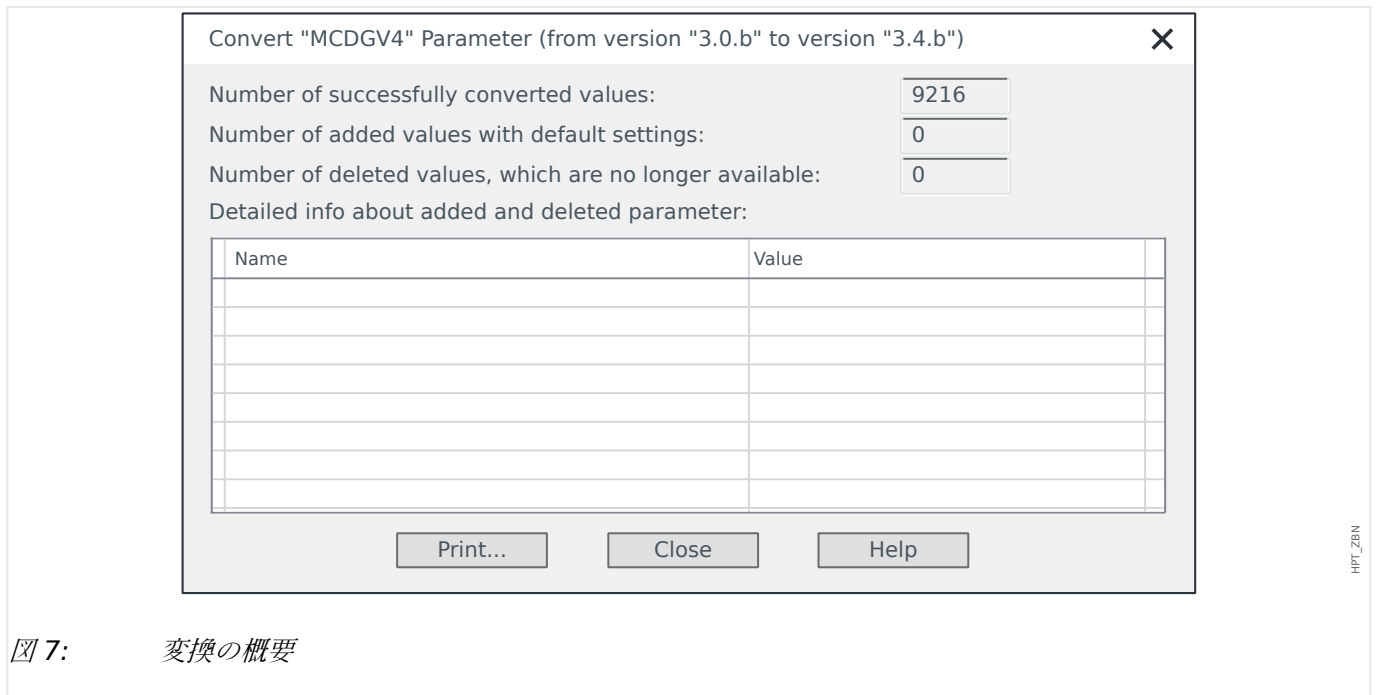 Convert "MCDGV4" Parameter (from version "3.0.b" to version "3.4.b")
Number of successfully converted values: 9216
Number of added values with default settings: 0
Number of deleted values, which are no longer available: 0
Detailed info about added and deleted parameter:
Name Value
Print... Close Help
HPT_ZBN
図 7: 変換の概要